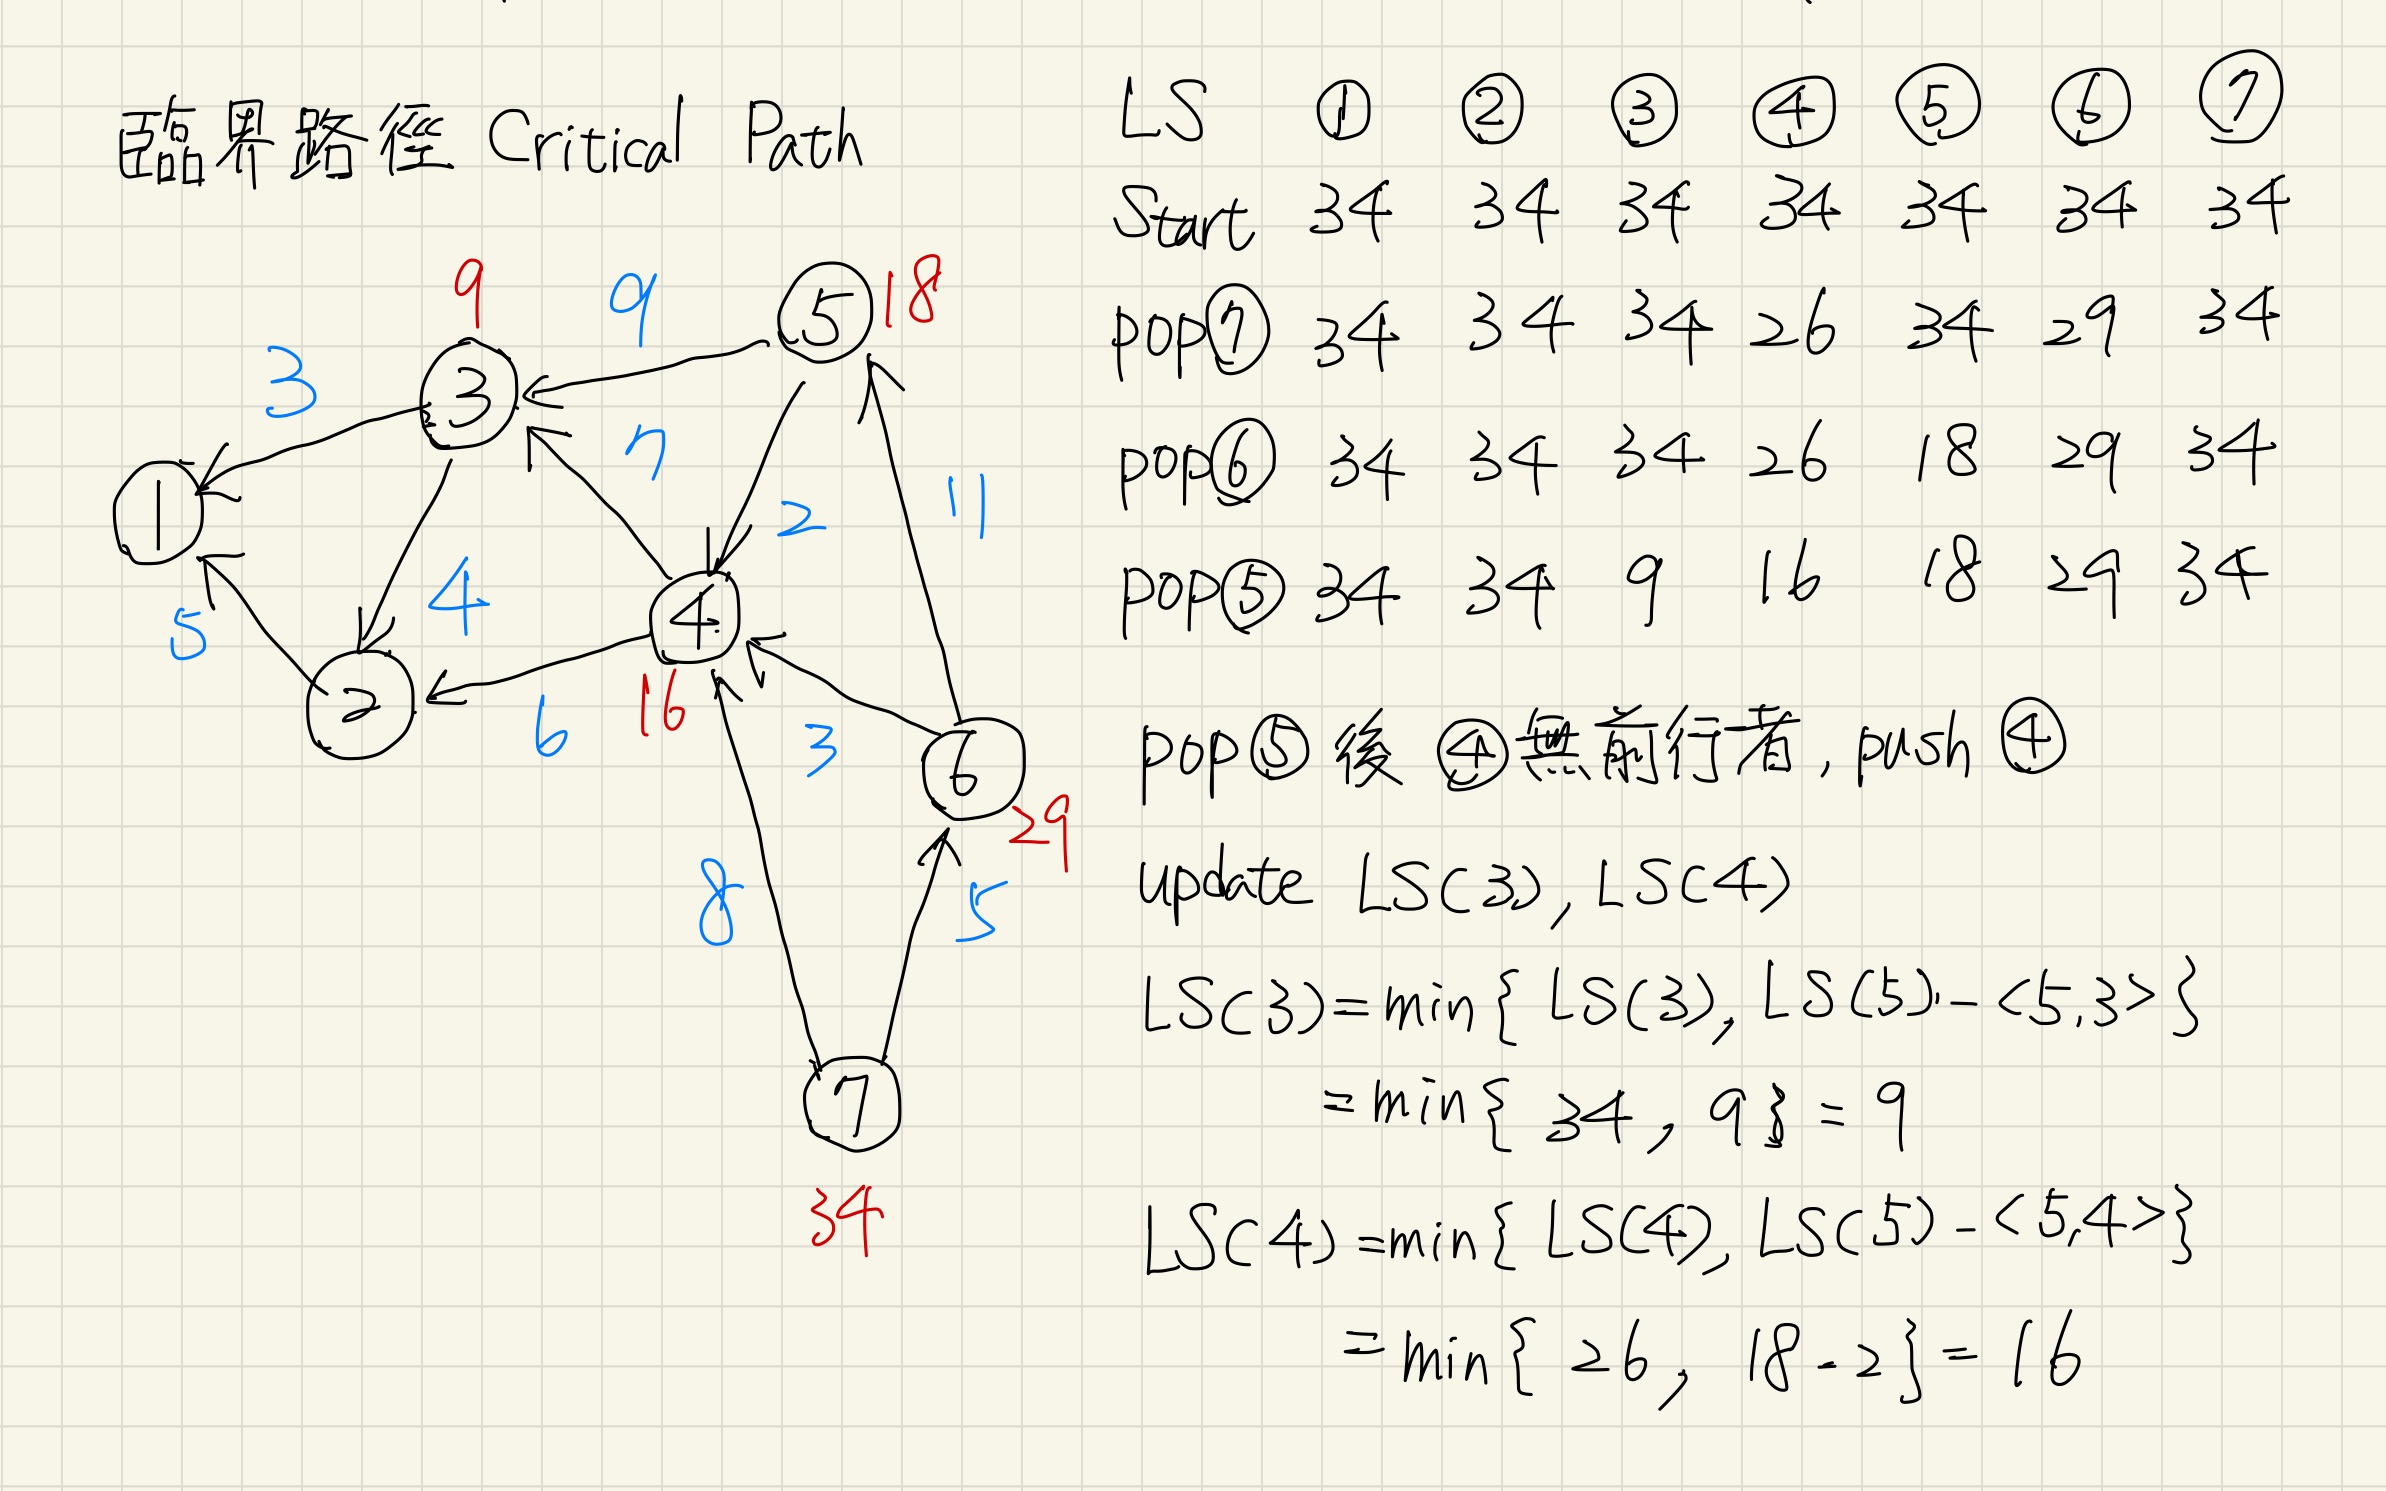 臨界路徑 Critical Path
9
9
5
18
3
3
7
1
2
11
4
5
4
2
6
16
3
6
29
8
5
7
34
LS ① ② ③ ④ ⑤ ⑥ ⑦
Start 34 34 34 34 34 34 34
pop⑦ 34 34 34 26 34 29 34
pop⑥ 34 34 34 26 18 29 34
pop⑤ 34 34 9 16 18 29 34
pop⑤後 ④無前行者, push ④
update LS(3), LS(4)
LS(3)=min{ LS(3), LS(5)-<5,3>}
=min{ 34, 9} = 9
LS(4)=min{ LS(4), LS(5)-<5,4>}
=min{ 26, 18-2} = 16